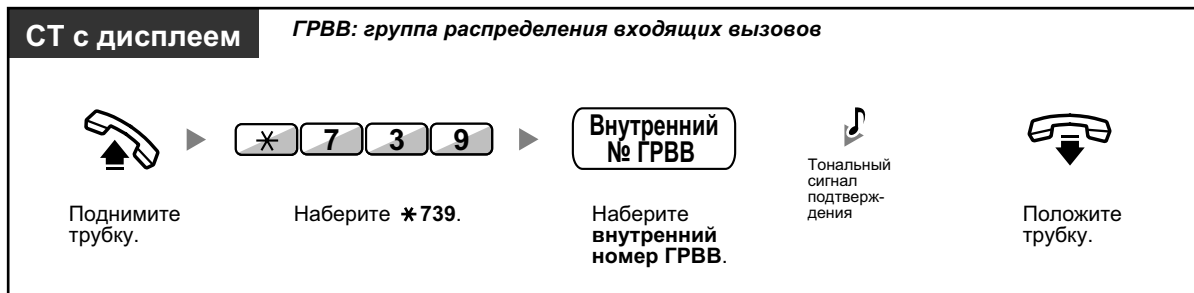 СТ с дисплеем
ГРВВ: группа распределения входящих вызовов
* 7 3 9
Внутренний
№ ГРВВ
Поднимите
трубку.
Наберите *739.
Наберите
внутренний
номер ГРВВ.
Тональный
сигнал
подтверж-
дения
Положите
трубку.